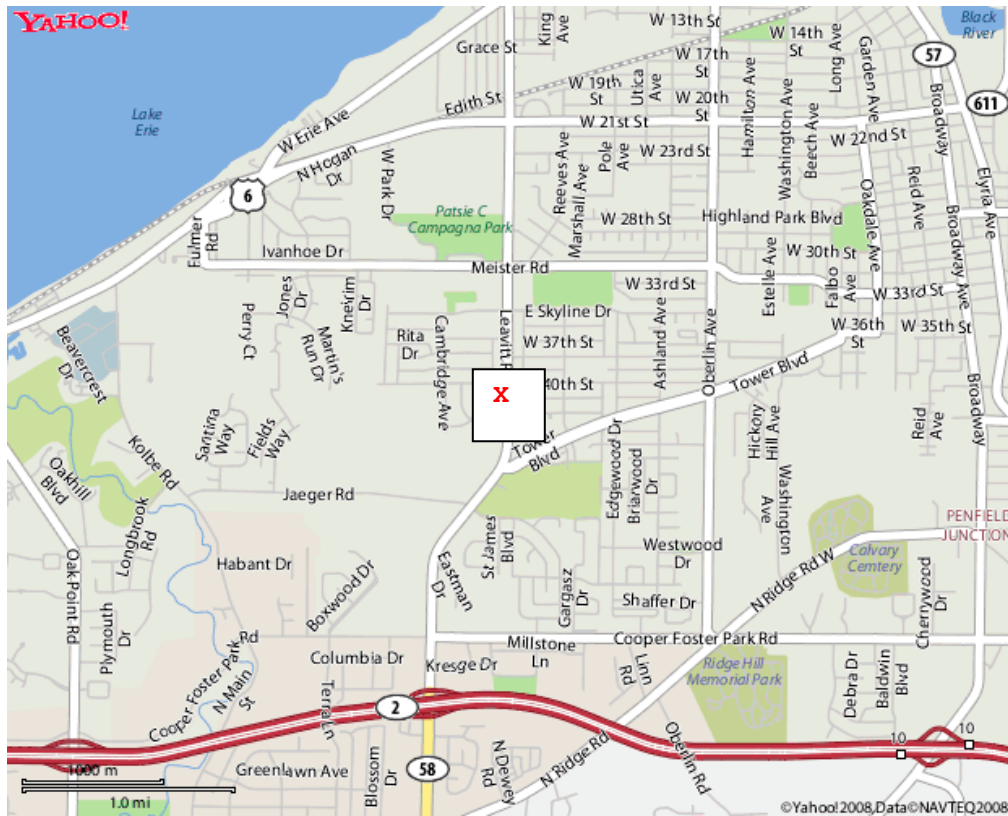 YAHOO!
Lake
Erie
Grace St
King
Ave
W 13th St
W 14th
St
W 17th
St
Long Ave
Garden Ave
Black
River
57
611
Broadway
W 19th
St
Utica
Ave
W 20th
St
Hamilton Ave
Washington Ave
Beech Ave
Edith St
W Erie Ave
W 21st St
W 22nd St
W 23rd St
N Hogan
Dr
W Park Dr
Reeves Ave
Marshall Ave
Pole
Ave
Oakdale Ave
Reid Ave
Elyria Ave
6
Patsie C
Campagna Park
W 28th St
Highland Park Blvd
Broadway Ave
Fulmer
Rd
Ivanhoe Dr
W 30th St
Meister Rd
W 33rd St
Estelle Ave
Falbo
Ave
W 33rd St
Jones
Dr
Kneirim
Dr
Perry Ct
Martin's
Run Dr
Rita
Dr
Cambridge Ave
Leavitt R
E Skyline Dr
W 37th St
Ashland Ave
Oberlin Ave
W 36th
St
W 35th St
Beavercrest
Dr
X
40th St
Tower Blvd
Broadway
Santina
Way
Fields
Way
Tower
Blvd
Hickory
Hill Ave
Reid
Ave
Kolbe Rd
Oakhill
Blvd
Jaeger Rd
Edgewood Dr
Briarwood
Dr
Washington
Ave
Longbrook
Rd
PENFIELD
JUNCTION
St James
Blvd
Westwood
Dr
Calvary
Cemtery
Oak Point Rd
Habant Dr
Boxwood Dr
Eastman
Dr
Gargasz
Dr
Shaffer Dr
N Ridge Rd W
Cherrywood
Dr
Plymouth
Dr
Cooper Foster Park Rd
N Main
St
Columbia Dr
Kresge Dr
Millstone
Ln
Cooper Foster Park Rd
Linn
Rd
Ridge Hill
Memorial Park
Debra Dr
Baldwin
Blvd
Terra Ln
2
Oberlin Rd
N Ridge Rd
10
10
Greenlawn Ave
Blossom
Dr
58
N Dewey
Rd
1000 m
1.0 mi
©Yahoo!2008,Data©NAVTEQ2008